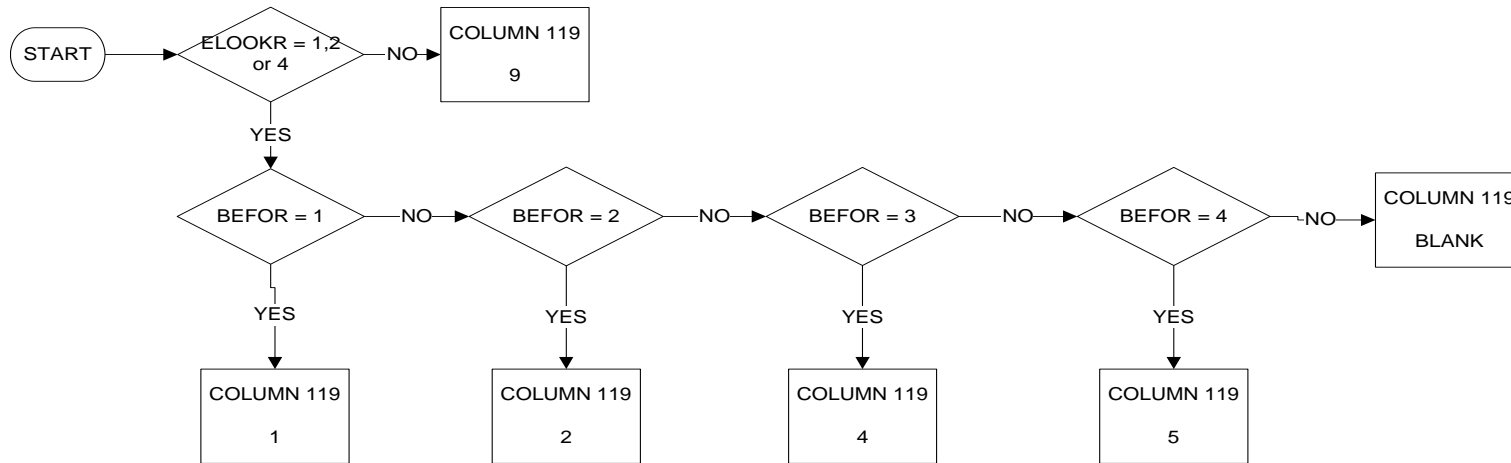 START
ELOOKR = 1,2
or 4
NO
COLUMN 119
9
YES
BEFOR = 1
NO
BEFOR = 2
NO
BEFOR = 3
NO
BEFOR = 4
NO
COLUMN 119
BLANK
YES
YES
YES
YES
COLUMN 119
1
COLUMN 119
2
COLUMN 119
4
COLUMN 119
5